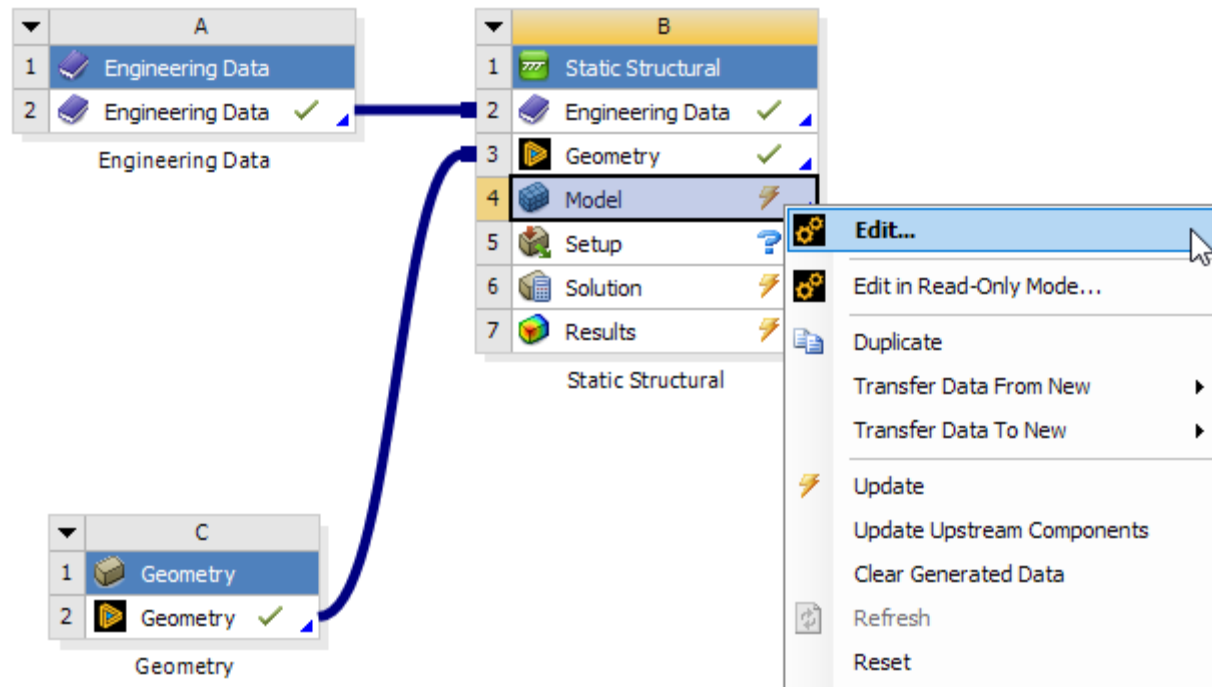 A
1 Engineering Data
2 Engineering Data
Engineering Data
B
1 Static Structural
2 Engineering Data
3 Geometry
4 Model
5 Setup
6 Solution
7 Results
Static Structural
C
1 Geometry
2 Geometry
Geometry
Edit...
Edit in Read-Only Mode...
Duplicate
Transfer Data From New
Transfer Data To New
Update
Update Upstream Components
Clear Generated Data
Refresh
Reset